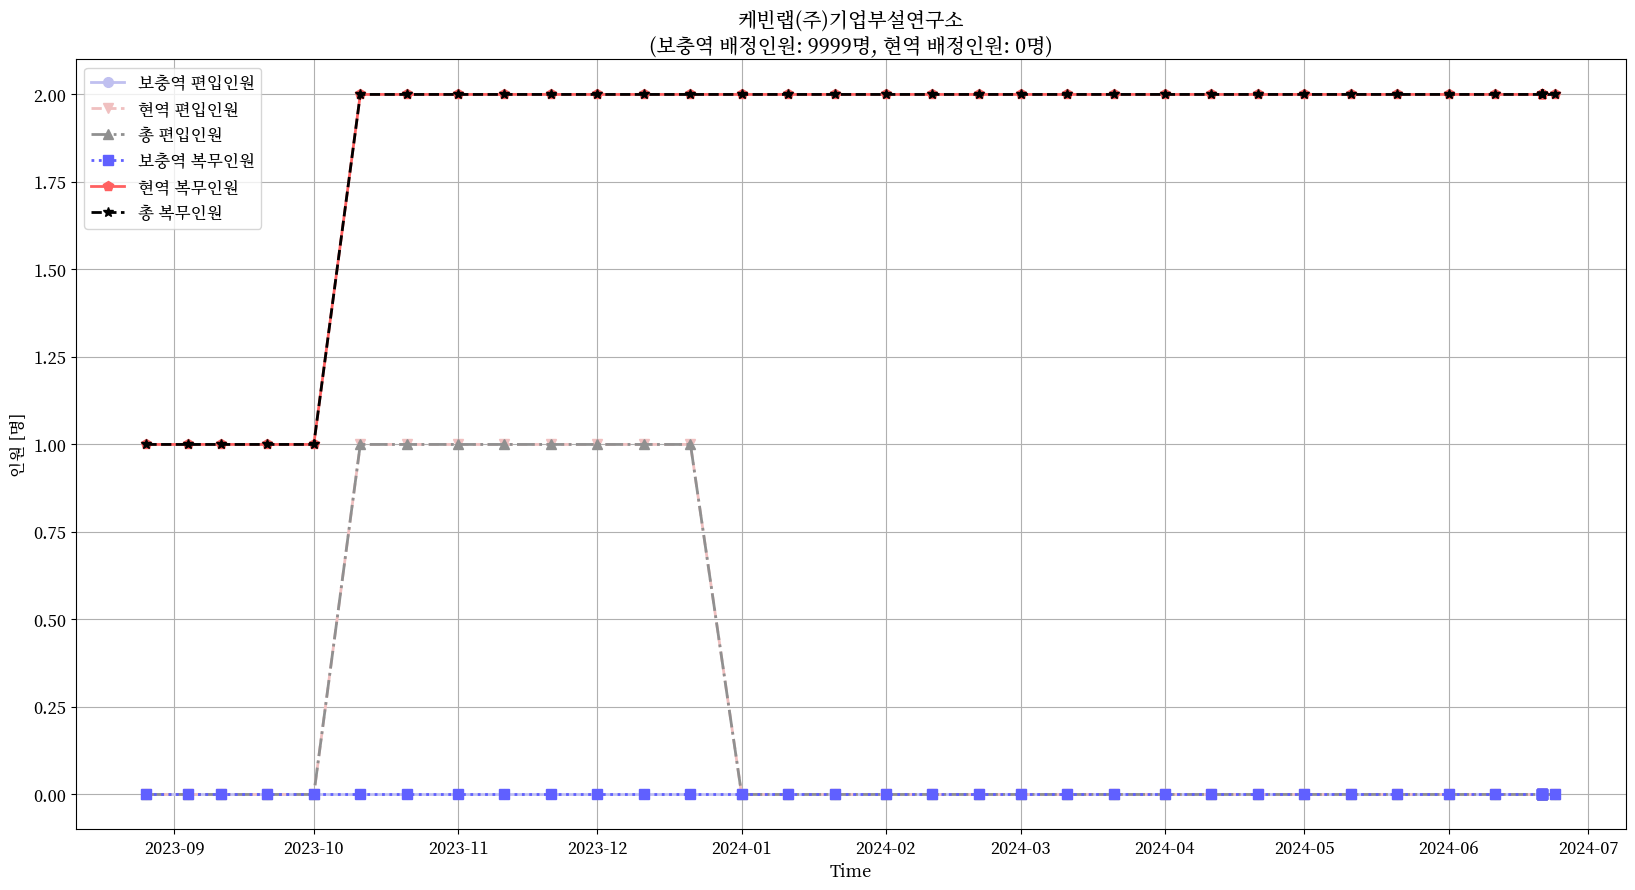 케빈랩(주)기업부설연구소
(보충역 배정인원: 9999명, 현역 배정인원: 0명)
보충역 편입인원
현역 편입인원
총 편입인원
보충역 복무인원
현역 복무인원
총 복무인원
2.00
1.75
1.50
1.25
1.00
0.75
0.50
0.25
0.00
인원 [명]
2023-09
2023-10
2023-11
2023-12
2024-01
2024-02
2024-03
2024-04
2024-05
2024-06
2024-07
Time